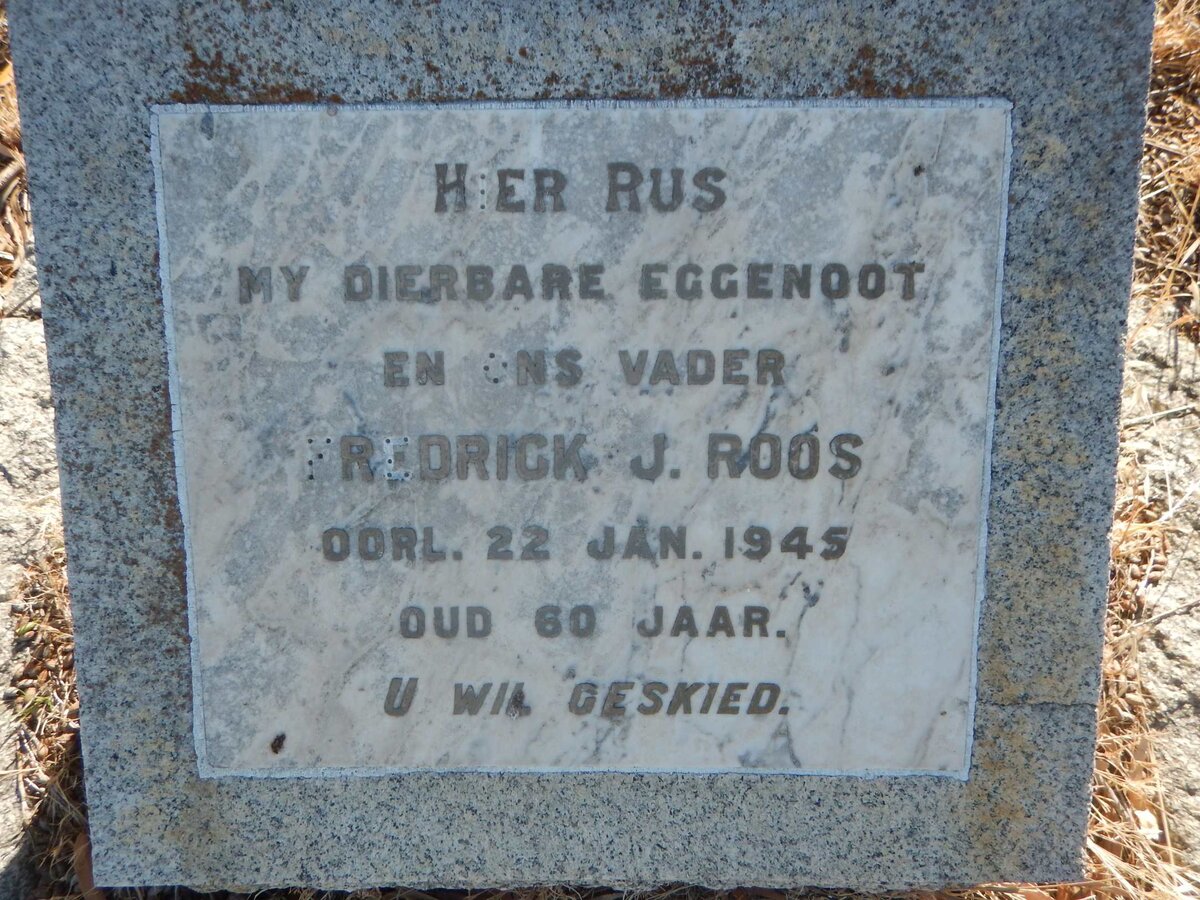 HIER RUS
MY DIERBARE EGGENOOT
EN ONS VADER
FREDRICK J. ROOS
OORL. 22 JAN. 1945
OUD 60 JAAR.
U WIL GESKIED.